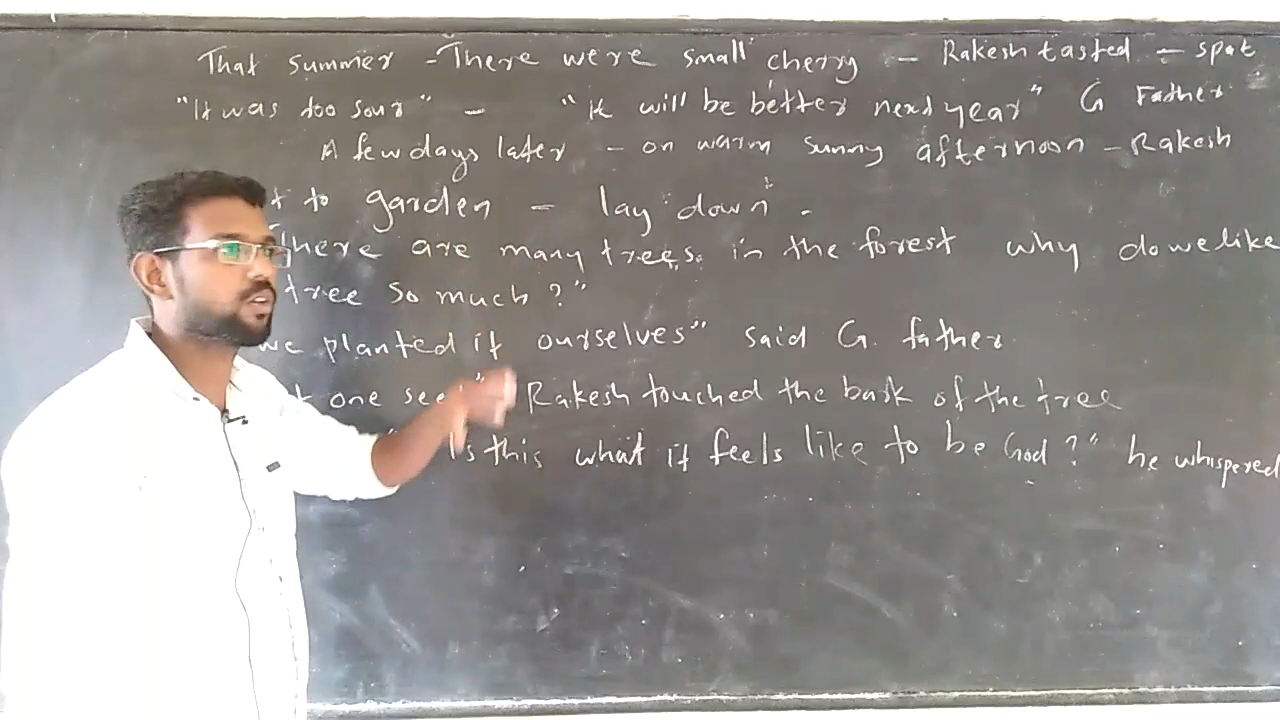 That summer - There were small cherry - Rakesh tasted - spat
"It was too sour" - "It will be better next year" G Father
A few days later - on warm sunny afternoon - Rakesh
to garden - lay down.
There are many trees in the forest why do we like
tree so much?"
we planted it ourselves" said G. father.
one Rakesh touched the bark of the tree
Is this what it feels like to be God?" he whispered